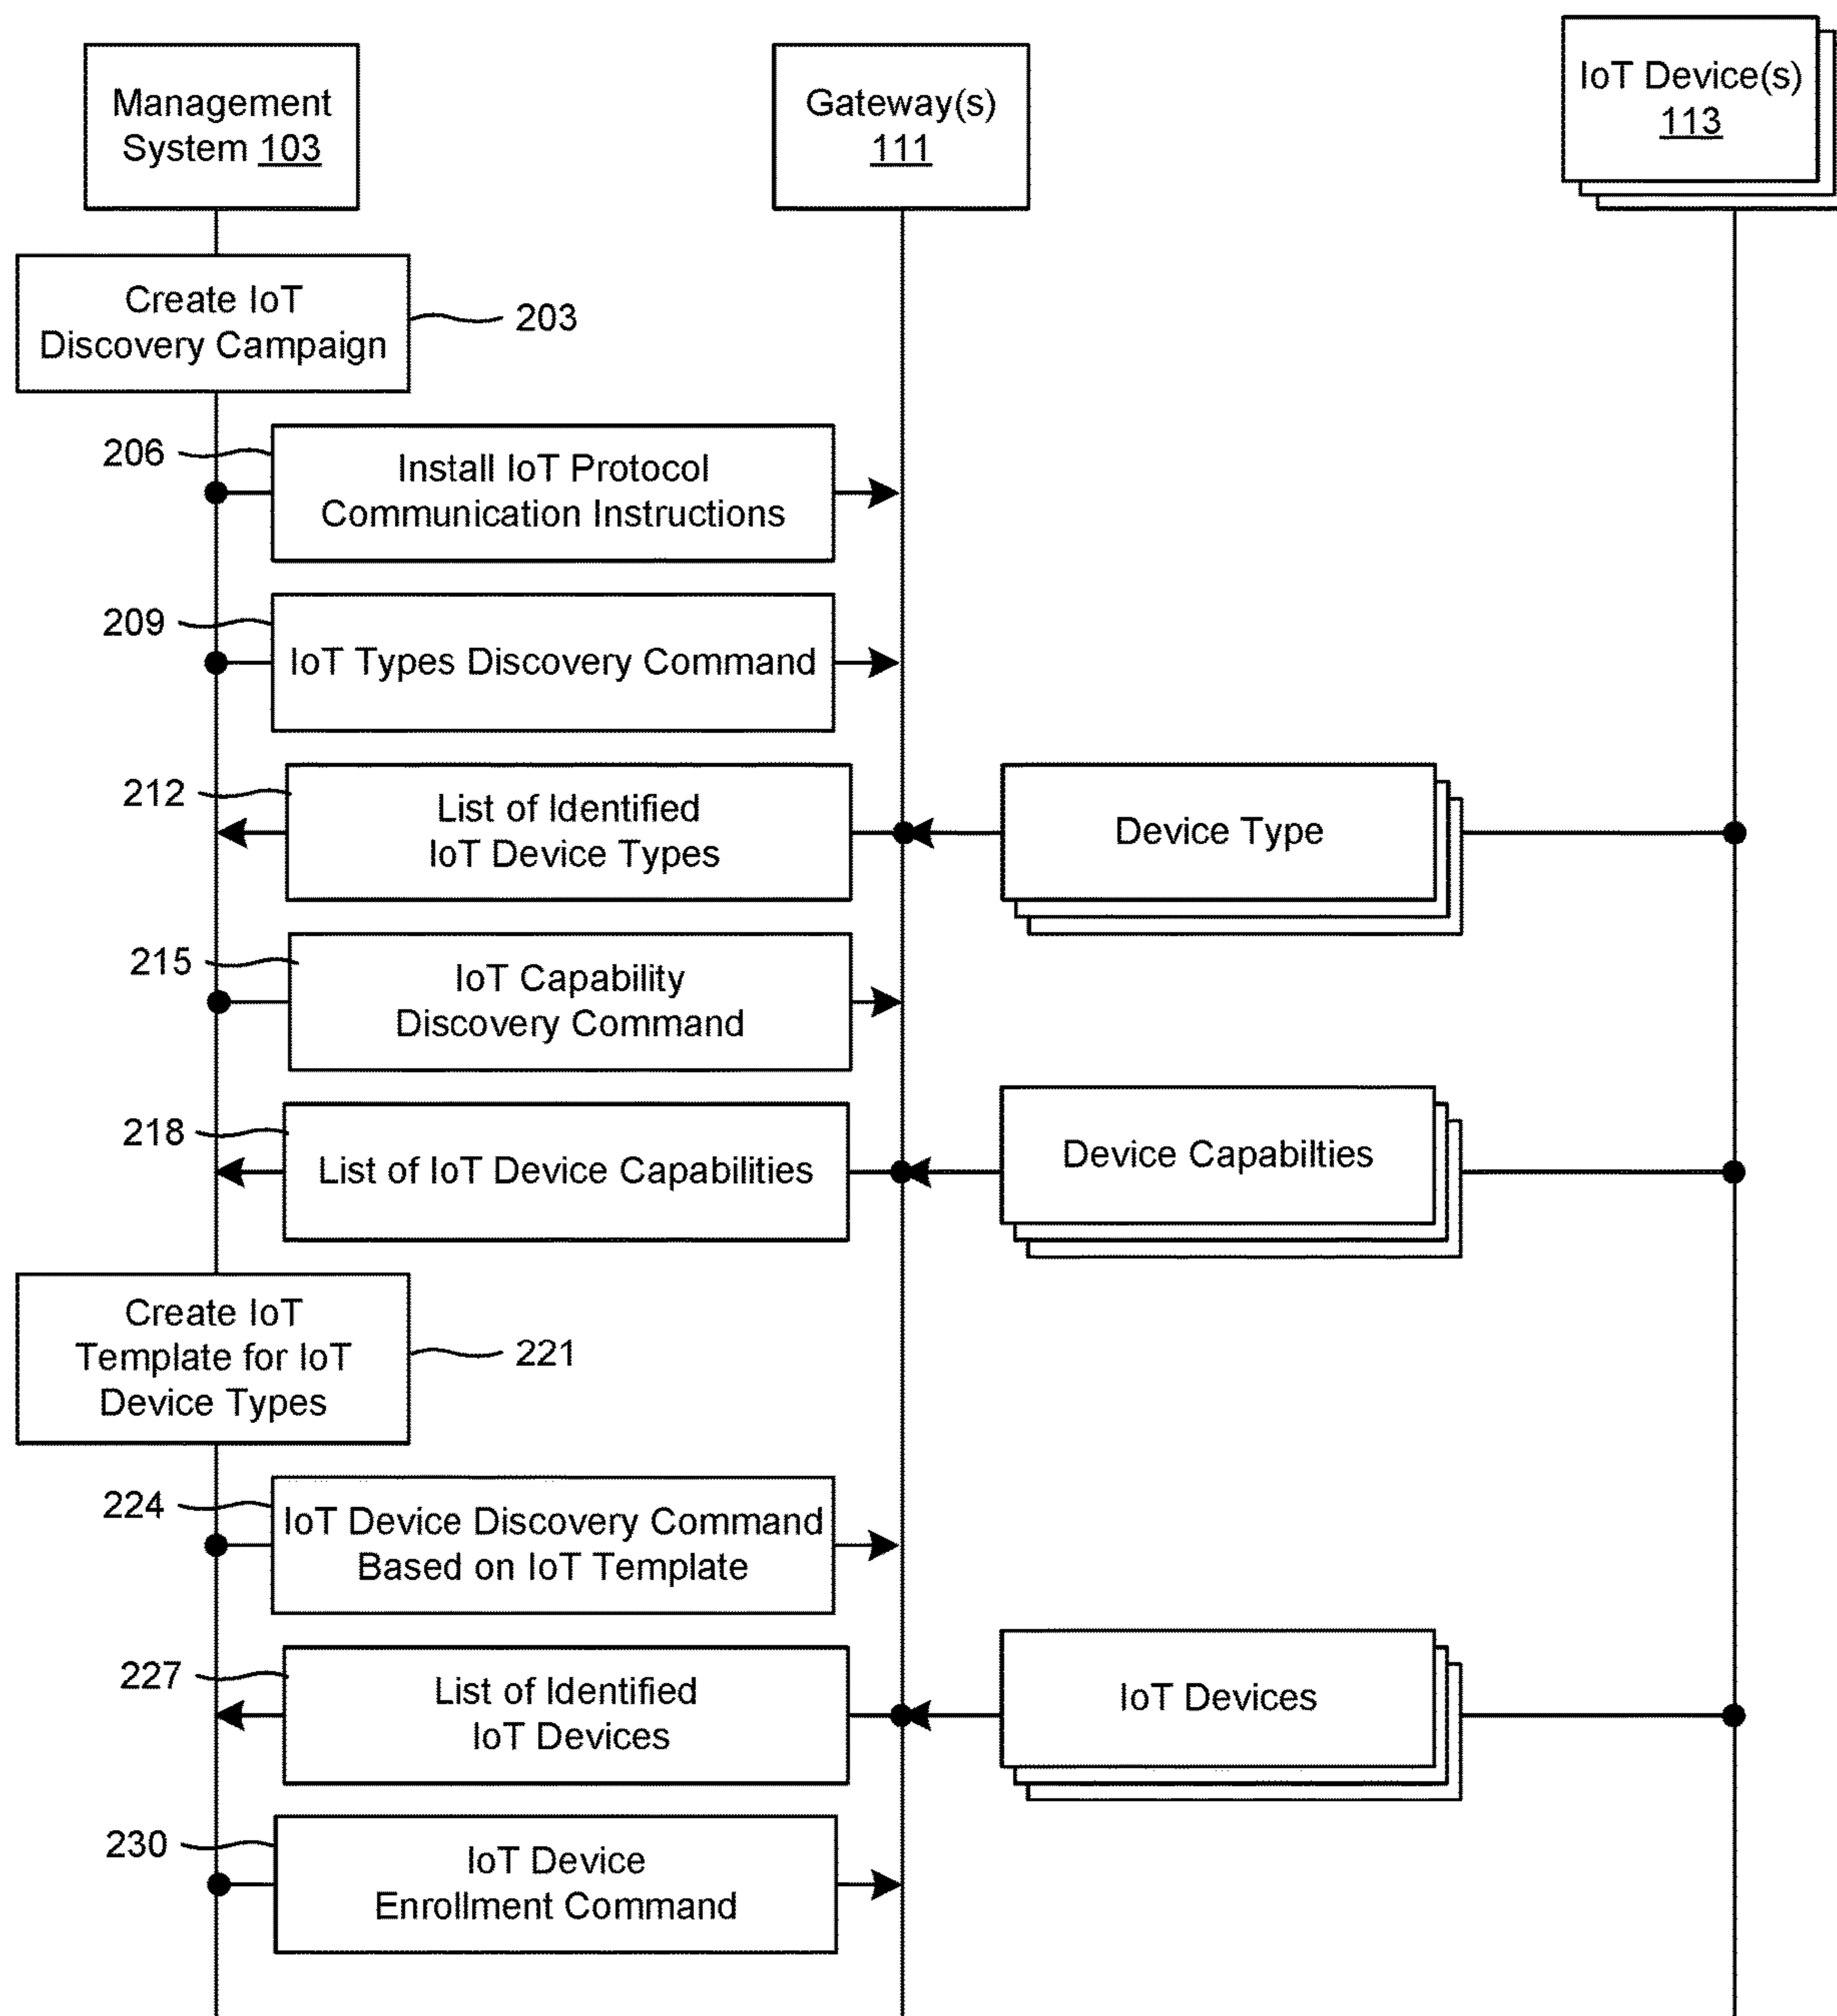 Management
System 103
Gateway(s)
111
IoT Device(s)
113
Create IoT
Discovery Campaign
203
206
Install IoT Protocol
Communication Instructions
209
IoT Types Discovery Command
212
List of Identified
IoT Device Types
Device Type
215
IoT Capability
Discovery Command
218
List of IoT Device Capabilities
Device Capabilties
Create IoT
Template for IoT
Device Types
221
224
IoT Device Discovery Command
Based on IoT Template
227
List of Identified
IoT Devices
IoT Devices
230
IoT Device
Enrollment Command